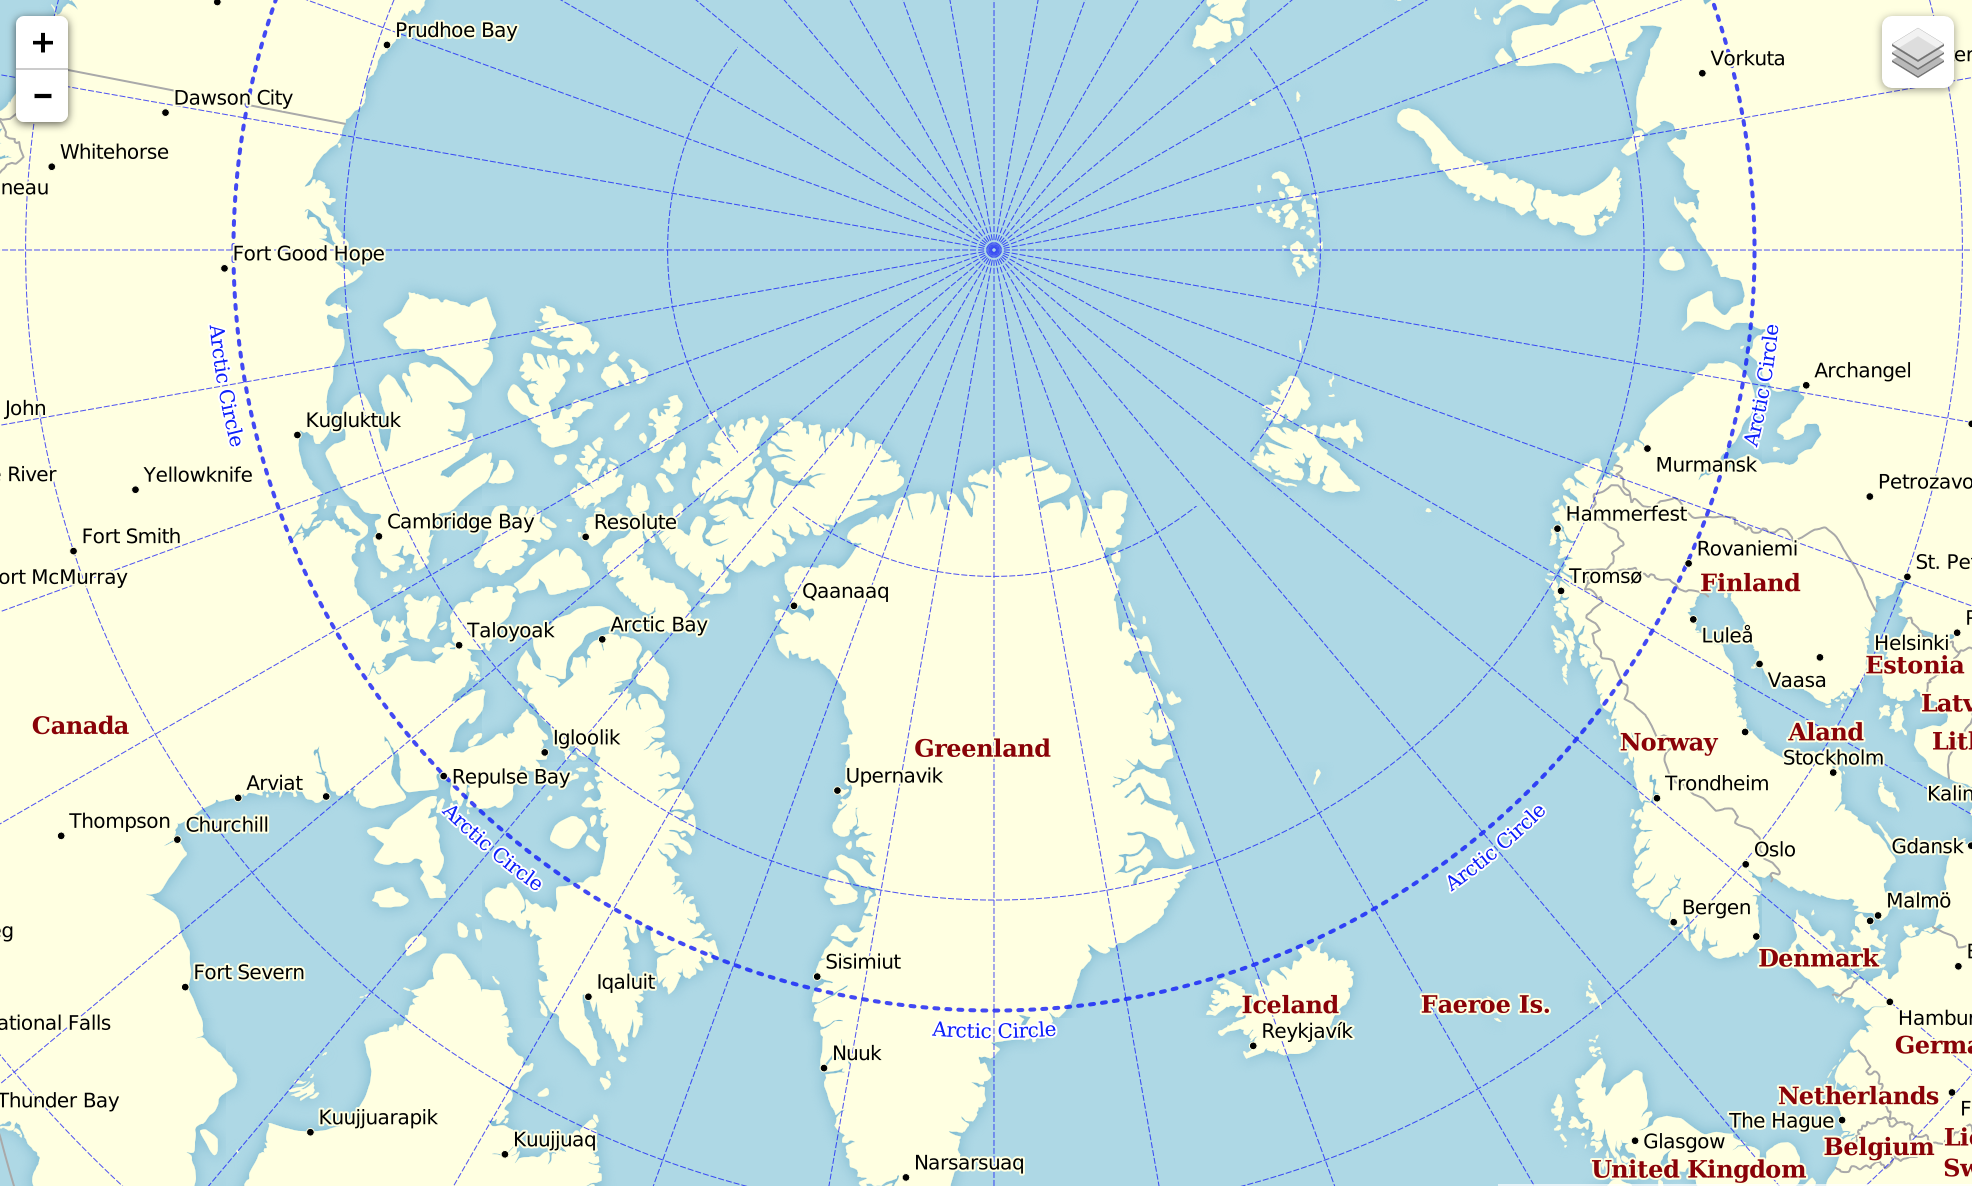 +
−
Prudhoe Bay
Vorkuta
er
Dawson City
Whitehorse
neau
Fort Good Hope
Arctic Circle
Arctic Circle
Archangel
John
Kugluktuk
River
Yellowknife
Murmansk
Petrozavo
Cambridge Bay
Resolute
Hammerfest
Fort Smith
Rovaniemi
St. Pe
ort McMurray
Qaanaaq
Tromsø
Finland
Taloyoak
Arctic Bay
Luleå
Helsinki
Estonia
Vaasa
Latv
Canada
Igloolik
Greenland
Norway
Aland
Lit
Stockholm
Repulse Bay
Upernavik
Arviat
Trondheim
Kalin
Thompson
Churchill
Arctic Circle
Arctic Circle
Oslo
Gdansk
Bergen
Malmö
g
Sisimiut
Denmark
Fort Severn
Iqaluit
Iceland
Faeroe Is.
ational Falls
Arctic Circle
Reykjavík
Hambur
Nuuk
Germa
Thunder Bay
Netherlands
Kuujjuarapik
The Hague
F
Kuujjuaq
Glasgow
Belgium
Li
Narsarsuaq
United Kingdom
Sw